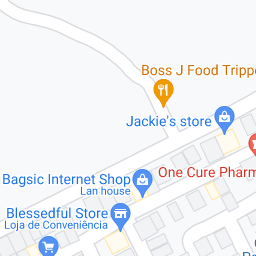 Boss J Food Tripp
Jackie's store
One Cure Pharm
Bagsic Internet Shop
Lan house
Blessedful Store
Loja de Conveniência